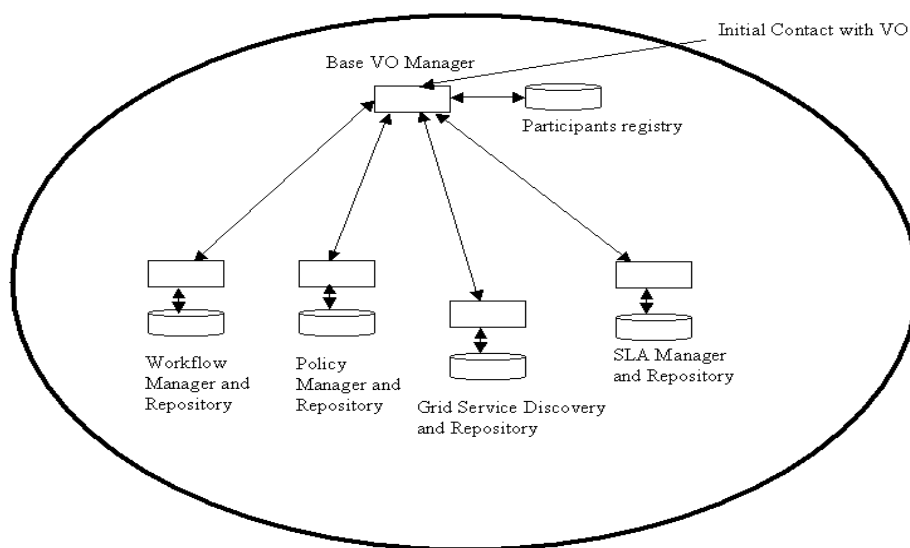 Initial Contact with VO
Base VO Manager
Participants registry
Workflow
Manager and
Repository
Policy
Manager and
Repository
Grid Service Discovery
and Repository
SLA Manager
and Repository